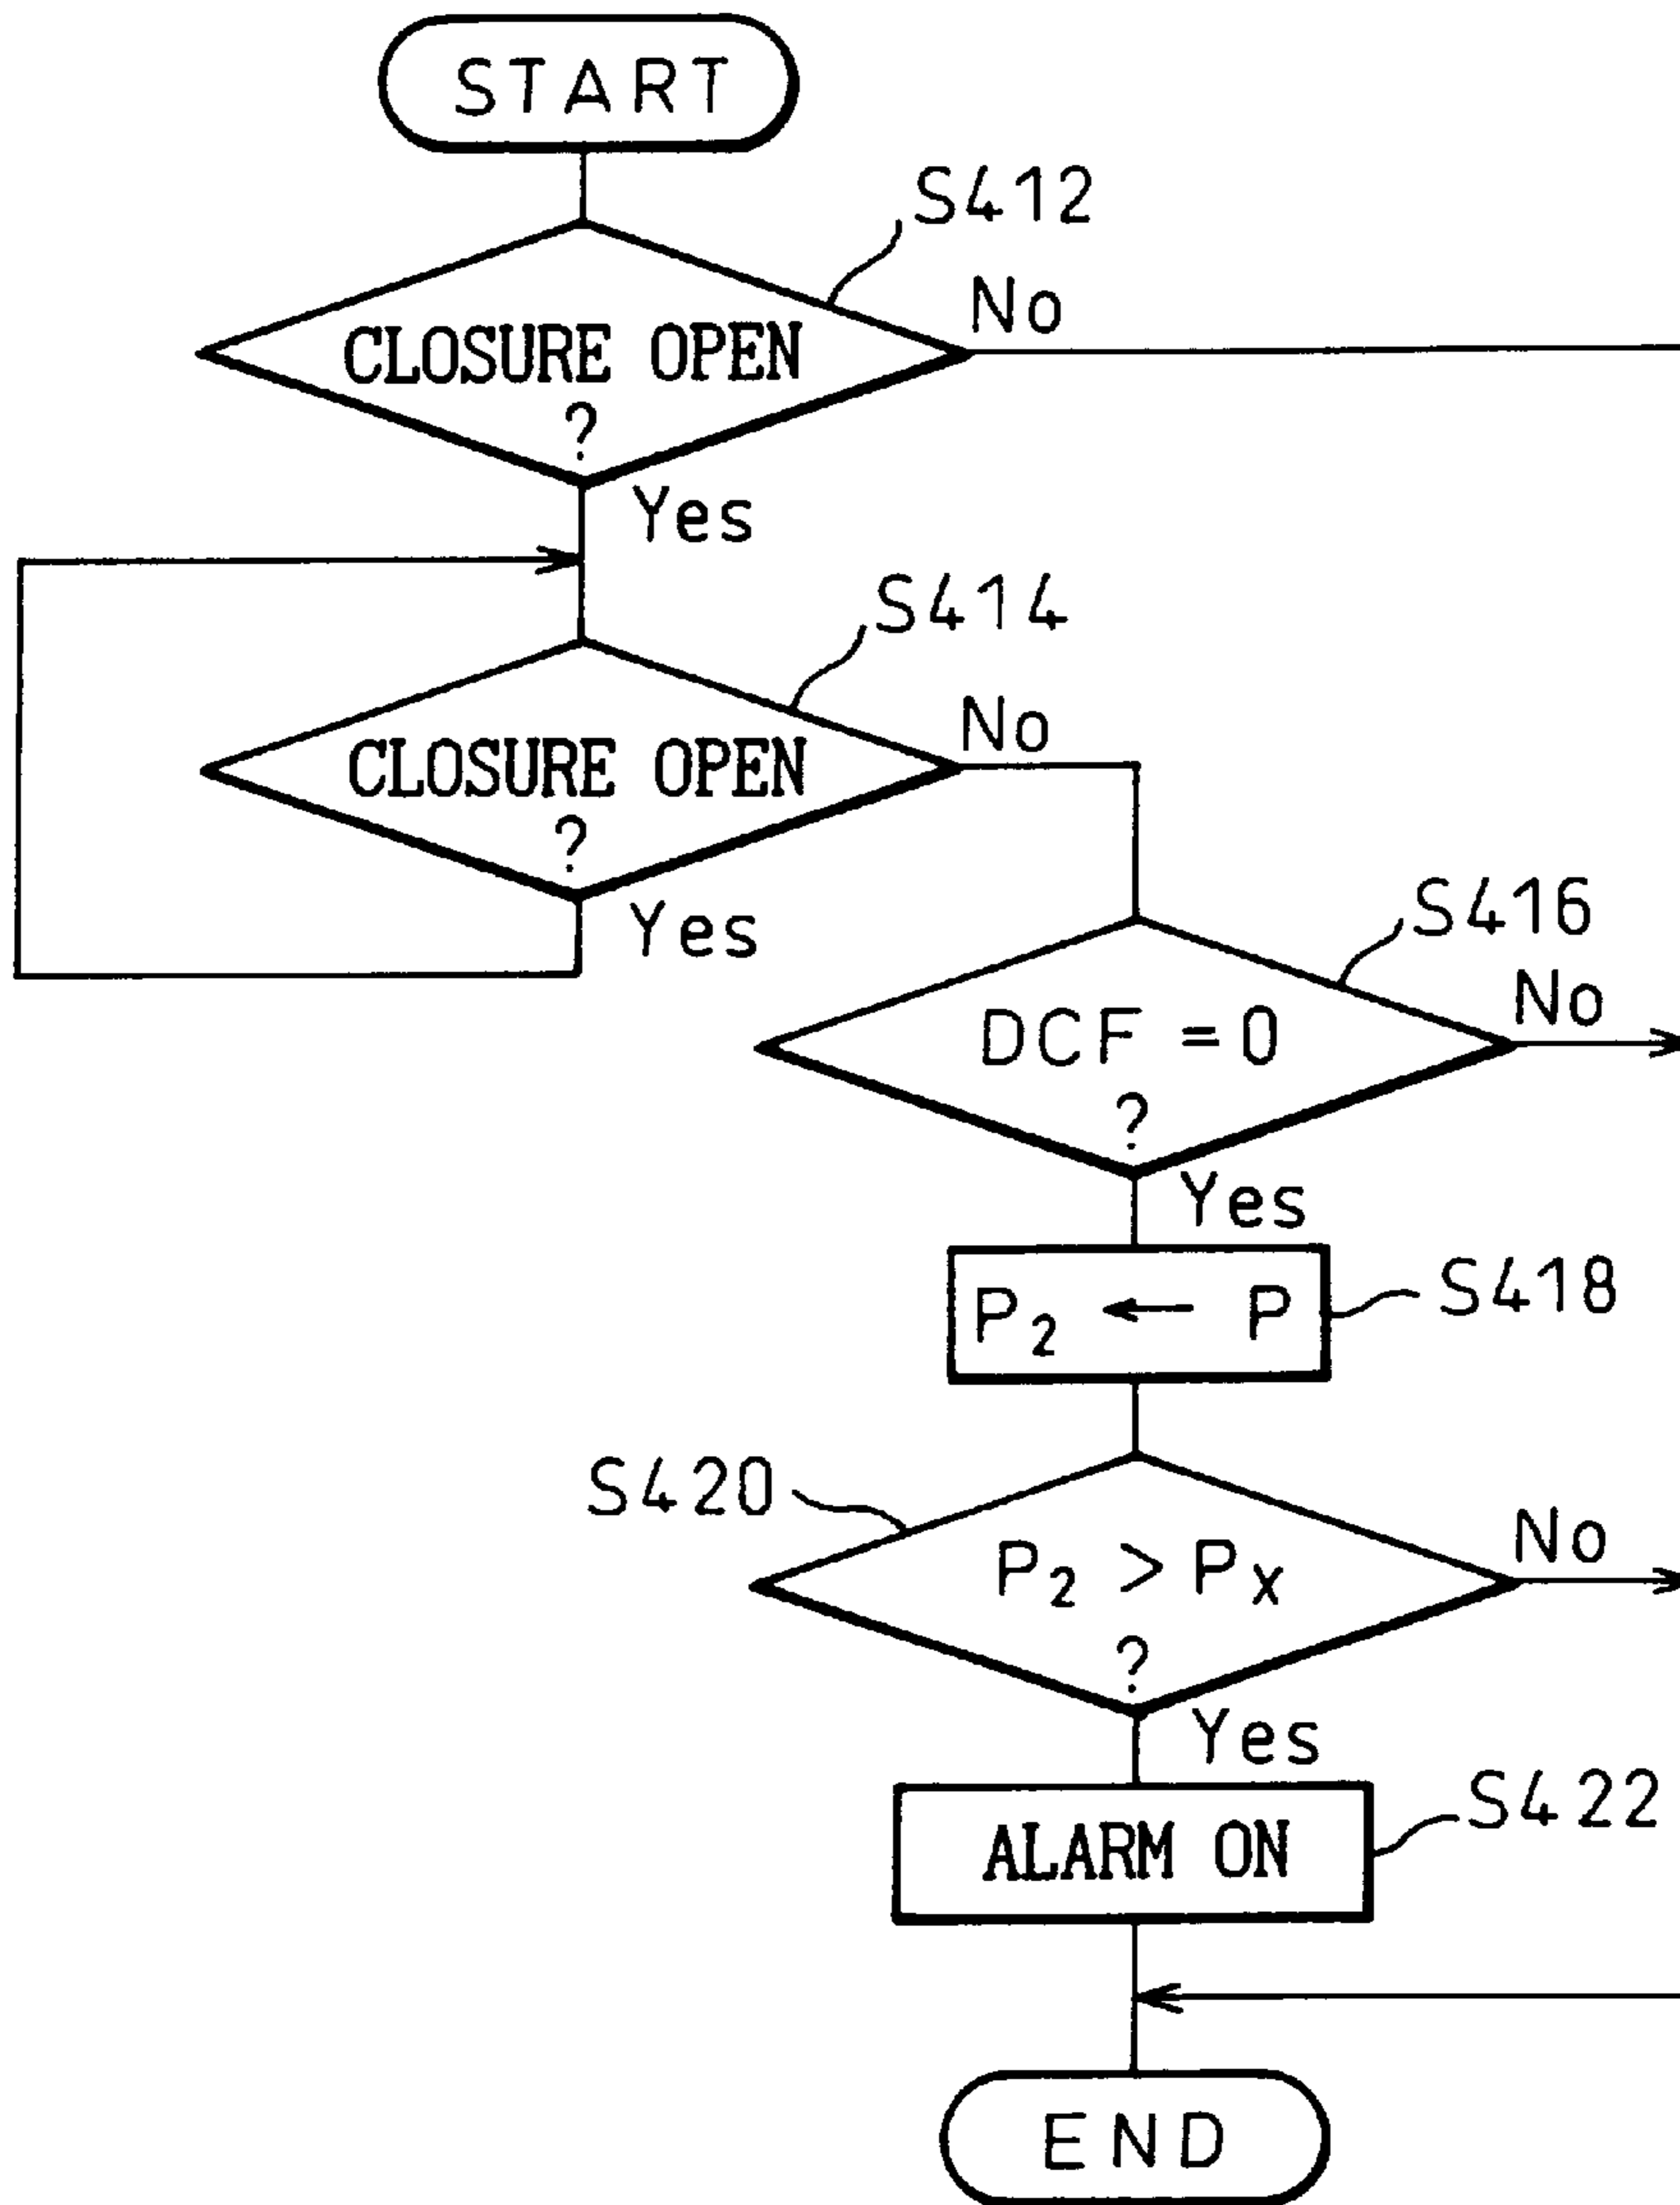 START
S412
No
CLOSURE OPEN
?
Yes
S414
No
CLOSURE OPEN
?
Yes
S416
No
DCF = 0
?
Yes
P₂ ← P
S418
S420
No
P₂ > Pₓ
?
Yes
ALARM ON
S422
END